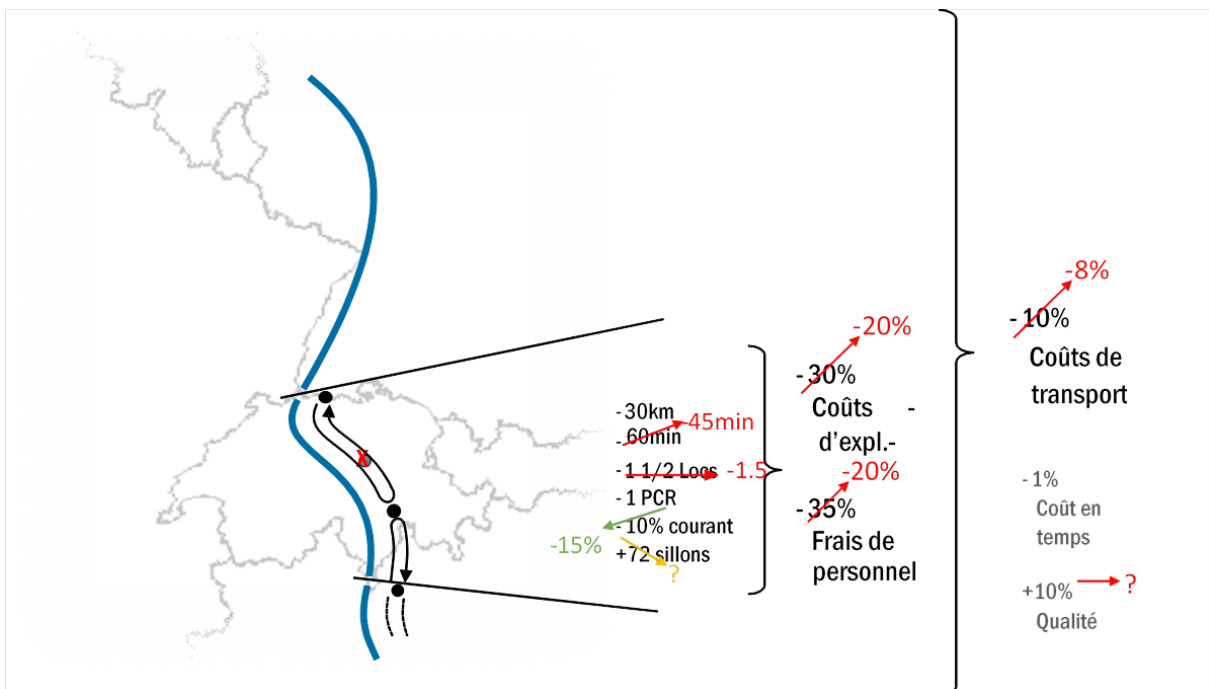 -8%
- 10%
Coûts de
transport
-20%
- 30%
Coûts -
d’expl.-
-20%
- 35%
Frais de
personnel
- 30km
- 60min
-45min
- 1 1/2 Locs
-1.5
- 1 PCR
- 10% courant
-15%
+72 sillons
?
X
- 1%
Coût en
temps
+10%
?
Qualité